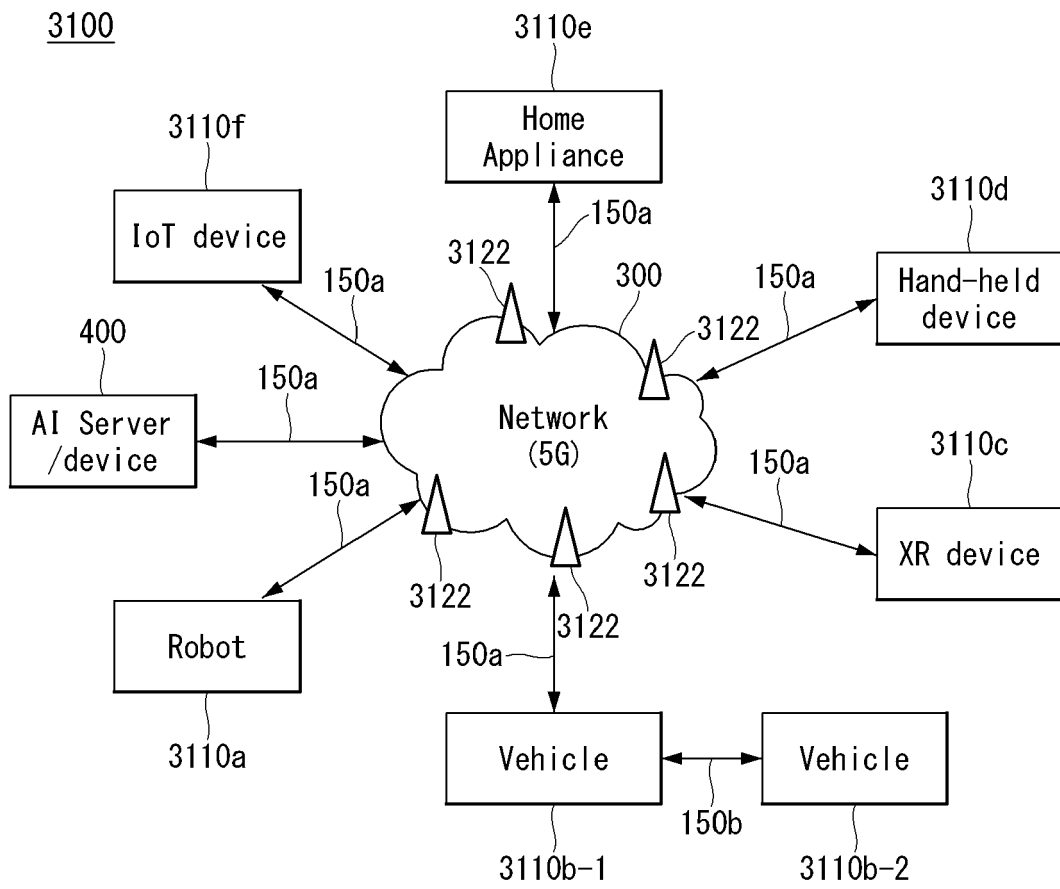 3100
3110e
Home
Appliance
3110f
IoT device
150a
3110d
Hand-held
device
3122
300
150a
150a
3122
400
150a
AI Server
/device
Network
(5G)
3110c
150a
XR device
150a
3122
3122
3122
Robot
150a
3110a
Vehicle
Vehicle
150b
3110b-1
3110b-2